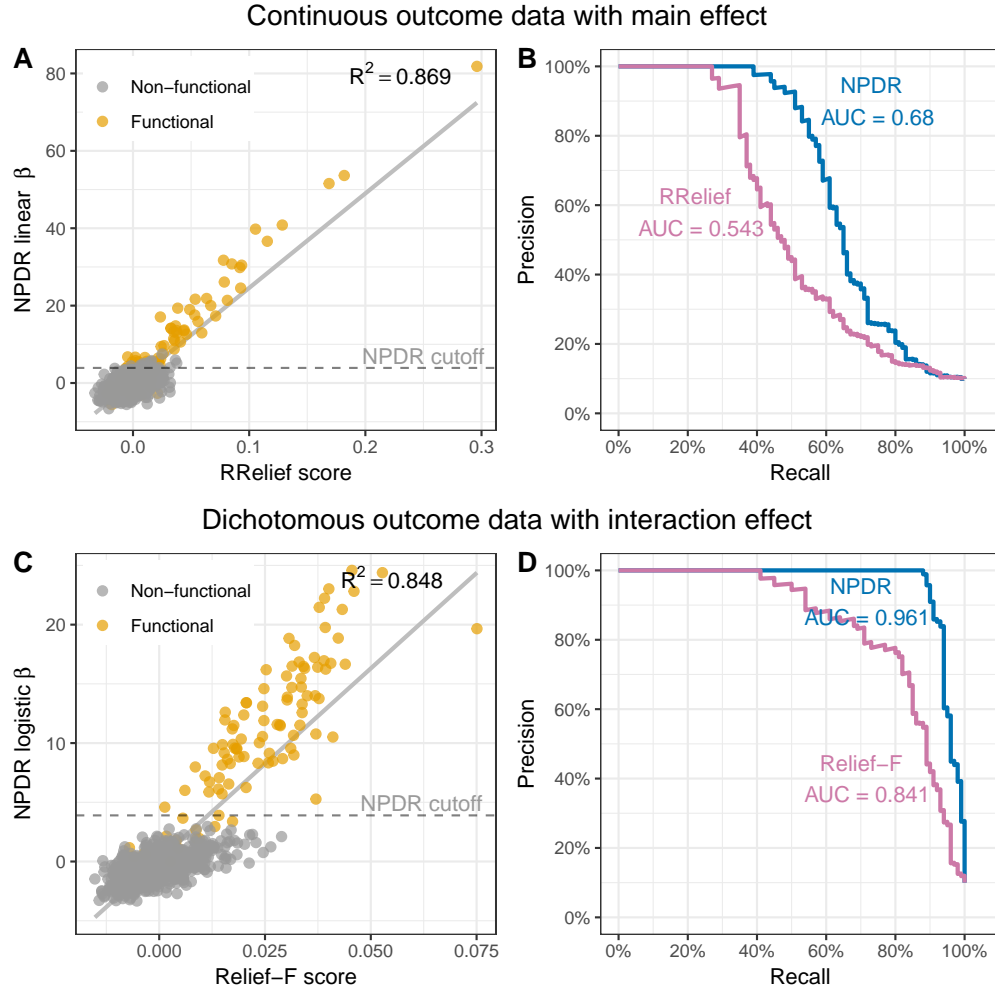 Continuous outcome data with main effect
A
R² = 0.869
Non−functional
Functional
NPDR cutoff
80
60
40
20
0
NPDR linear β
0.0 0.1 0.2 0.3
RRelief score
B
NPDR
AUC = 0.68
RRelief
AUC = 0.543
100%
80%
60%
40%
20%
0%
Precision
0% 20% 40% 60% 80% 100%
Recall
Dichotomous outcome data with interaction effect
C
R² = 0.848
Non−functional
Functional
NPDR cutoff
20
10
0
NPDR logistic β
0.000 0.025 0.050 0.075
Relief−F score
D
NPDR
AUC = 0.961
Relief−F
AUC = 0.841
100%
80%
60%
40%
20%
0%
Precision
0% 20% 40% 60% 80% 100%
Recall